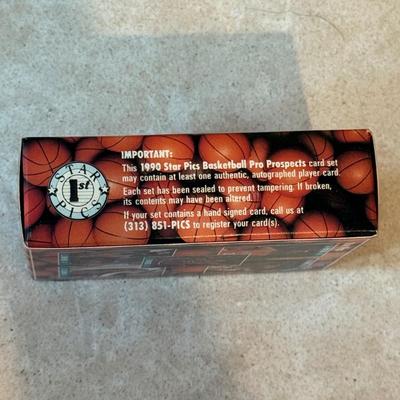 STAR
1st
PICS
IMPORTANT:
This 1990 Star Pics Basketball Pro Prospects card set
may contain at least one authentic, autographed player card.
Each set has been sealed to prevent tampering. If broken,
its contents may have been altered.
If your set contains a hand signed card, call us at
(313) 851-PICS to register your card(s).